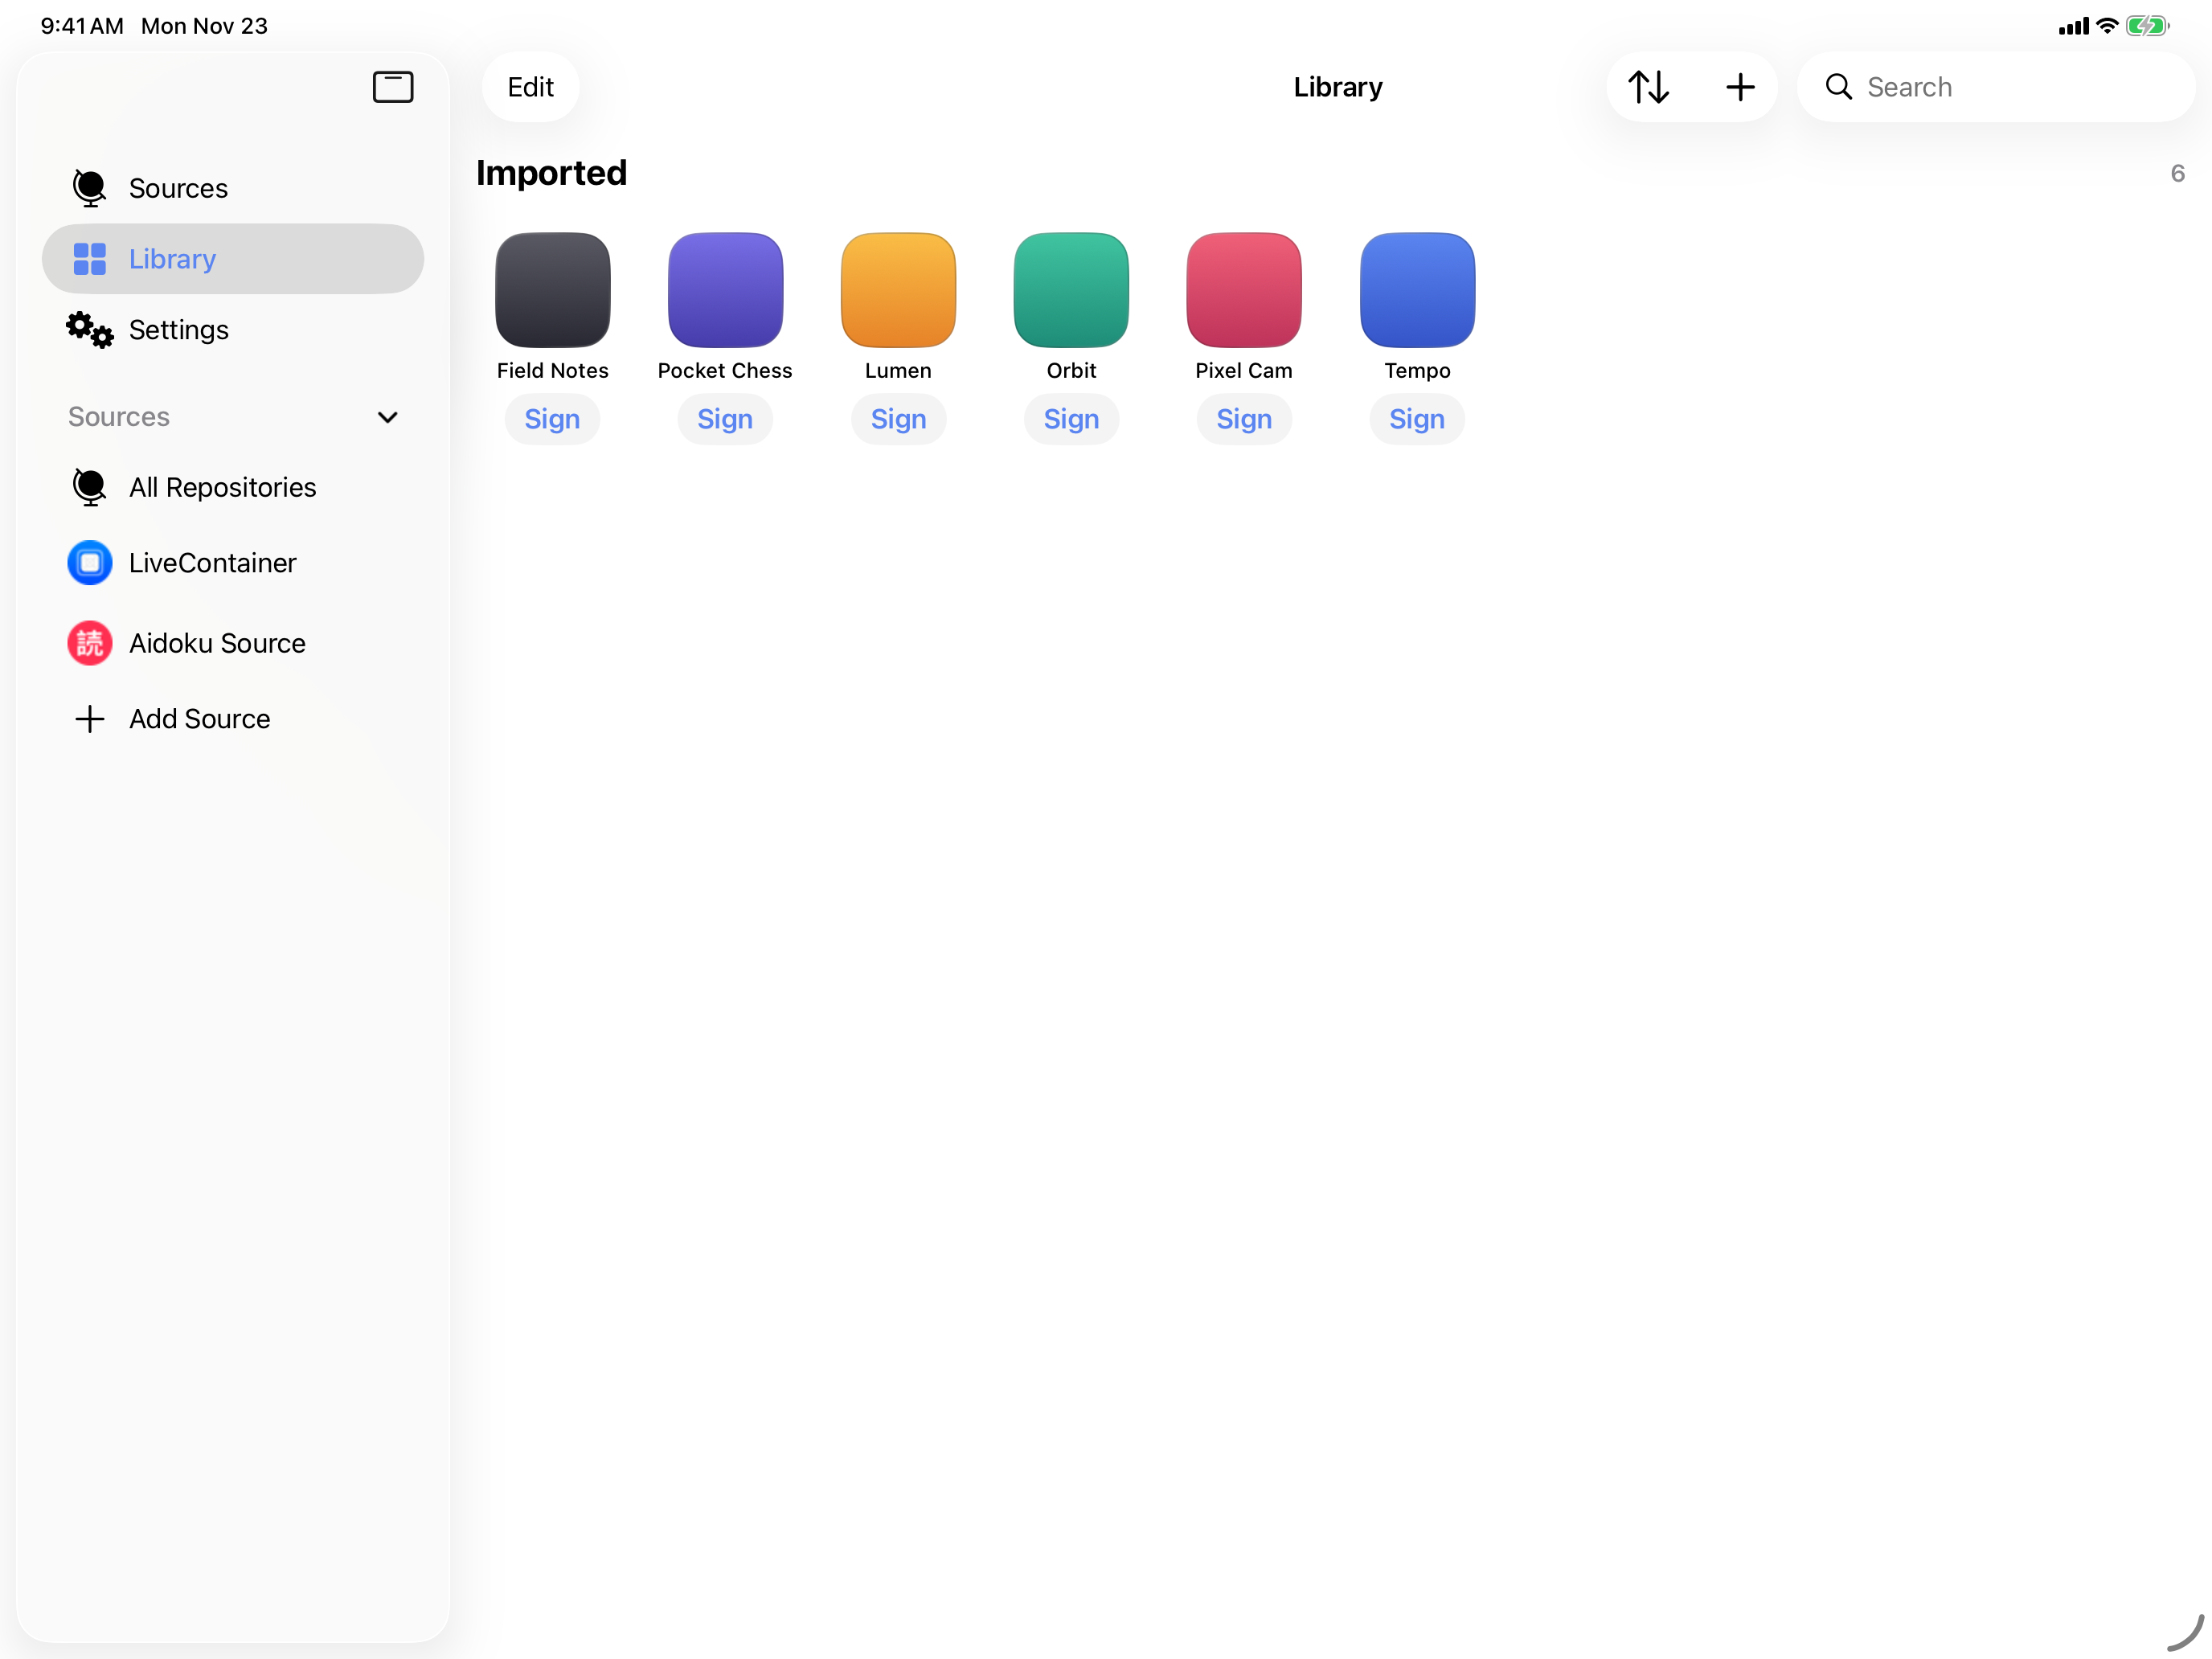 9:41 AM Mon Nov 23
Edit
Library
Search
Sources
Library
Settings
Sources
All Repositories
LiveContainer
読 Aidoku Source
Add Source
Imported
6
Field Notes
Pocket Chess
Lumen
Orbit
Pixel Cam
Tempo
Sign
Sign
Sign
Sign
Sign
Sign